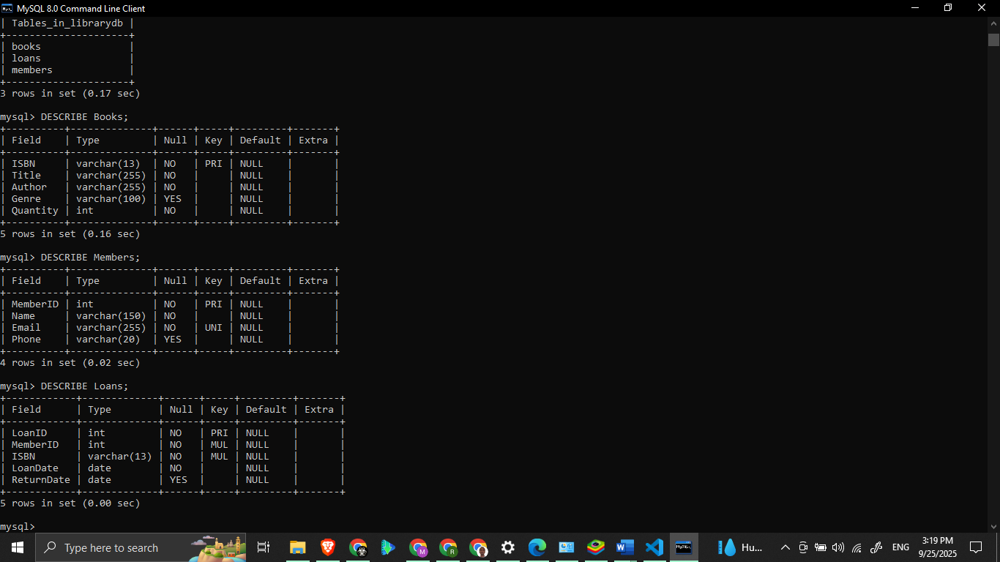 MySQL 8.0 Command Line Client
| Tables_in_librarydb |
+---------------------+
| books               |
| loans               |
| members             |
+---------------------+
3 rows in set (0.17 sec)
mysql> DESCRIBE Books;
+----------+--------------+------+-----+---------+-------+
| Field    | Type         | Null | Key | Default | Extra |
+----------+--------------+------+-----+---------+-------+
| ISBN     | varchar(13)  | NO   | PRI | NULL    |       |
| Title    | varchar(255) | NO   |     | NULL    |       |
| Author   | varchar(255) | NO   |     | NULL    |       |
| Genre    | varchar(100) | YES  |     | NULL    |       |
| Quantity | int          | NO   |     | NULL    |       |
+----------+--------------+------+-----+---------+-------+
5 rows in set (0.16 sec)
mysql> DESCRIBE Members;
+----------+--------------+------+-----+---------+-------+
| Field    | Type         | Null | Key | Default | Extra |
+----------+--------------+------+-----+---------+-------+
| MemberID | int          | NO   | PRI | NULL    |       |
| Name     | varchar(150) | NO   |     | NULL    |       |
| Email    | varchar(255) | NO   | UNI | NULL    |       |
| Phone    | varchar(20)  | YES  |     | NULL    |       |
+----------+--------------+------+-----+---------+-------+
4 rows in set (0.02 sec)
mysql> DESCRIBE Loans;
+------------+-------------+------+-----+---------+-------+
| Field      | Type        | Null | Key | Default | Extra |
+------------+-------------+------+-----+---------+-------+
| LoanID     | int         | NO   | PRI | NULL    |       |
| MemberID   | int         | NO   | MUL | NULL    |       |
| ISBN       | varchar(13) | NO   | MUL | NULL    |       |
| LoanDate   | date        | NO   |     | NULL    |       |
| ReturnDate | date        | YES  |     | NULL    |       |
+------------+-------------+------+-----+---------+-------+
5 rows in set (0.00 sec)
mysql>
Type here to search
Hu...
ENG
3:19 PM
9/25/2025